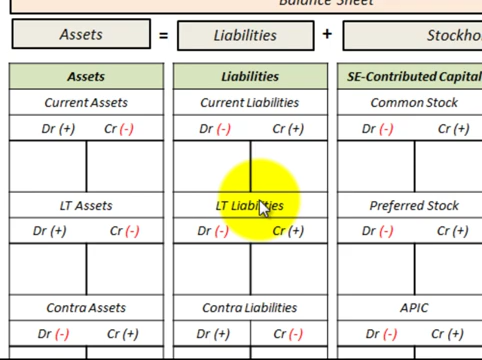 Balance Sheet
Assets = Liabilities + Stockho
Assets Liabilities SE-Contributed Capital
Current Assets Current Liabilities Common Stock
Dr (+) Cr (-) Dr (-) Cr (+) Dr (-) Cr (+)
LT Assets LT Liabilities Preferred Stock
Dr (+) Cr (-) Dr (-) Cr (+) Dr (-) Cr (+)
Contra Assets Contra Liabilities APIC
Dr (-) Cr (+) Dr (+) Cr (-) Dr (-) Cr (+)